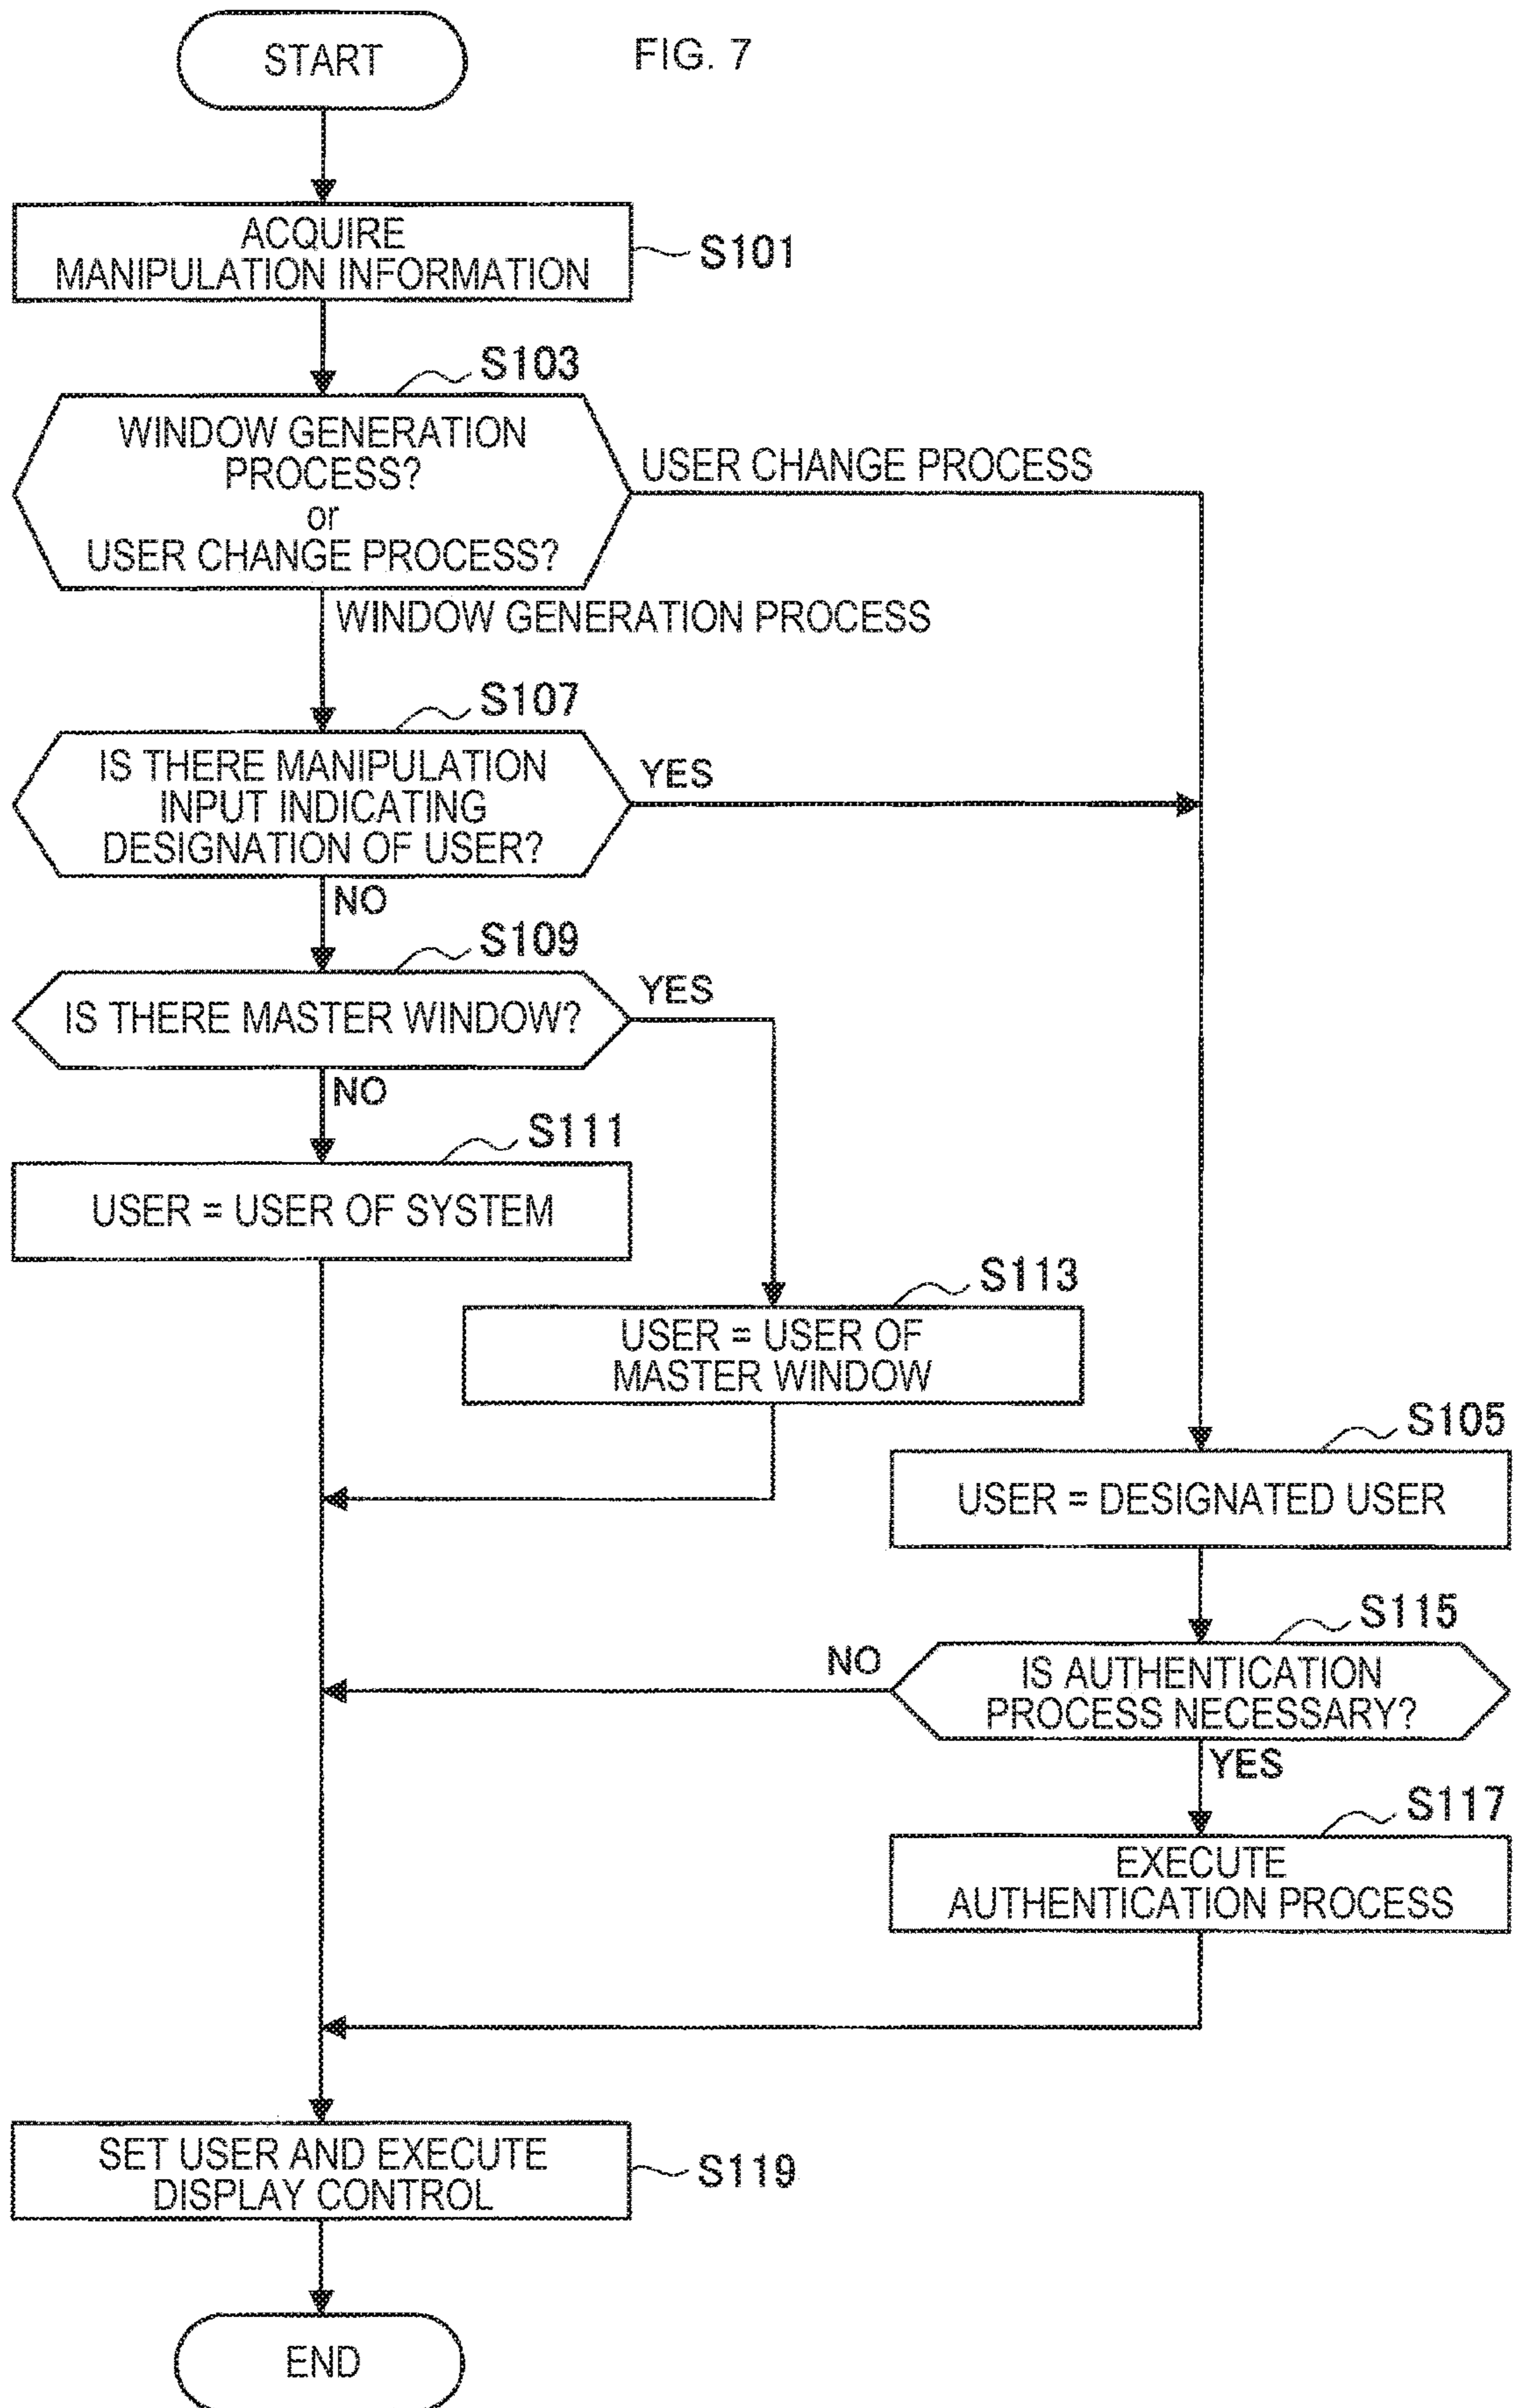 START
FIG. 7
ACQUIRE
MANIPULATION INFORMATION
S101
S103
WINDOW GENERATION
PROCESS?
or
USER CHANGE PROCESS?
USER CHANGE PROCESS
WINDOW GENERATION PROCESS
S107
IS THERE MANIPULATION
INPUT INDICATING
DESIGNATION OF USER?
YES
NO
S109
IS THERE MASTER WINDOW?
YES
NO
S111
USER = USER OF SYSTEM
S113
USER = USER OF
MASTER WINDOW
S105
USER = DESIGNATED USER
S115
IS AUTHENTICATION
PROCESS NECESSARY?
NO
YES
S117
EXECUTE
AUTHENTICATION PROCESS
SET USER AND EXECUTE
DISPLAY CONTROL
S119
END